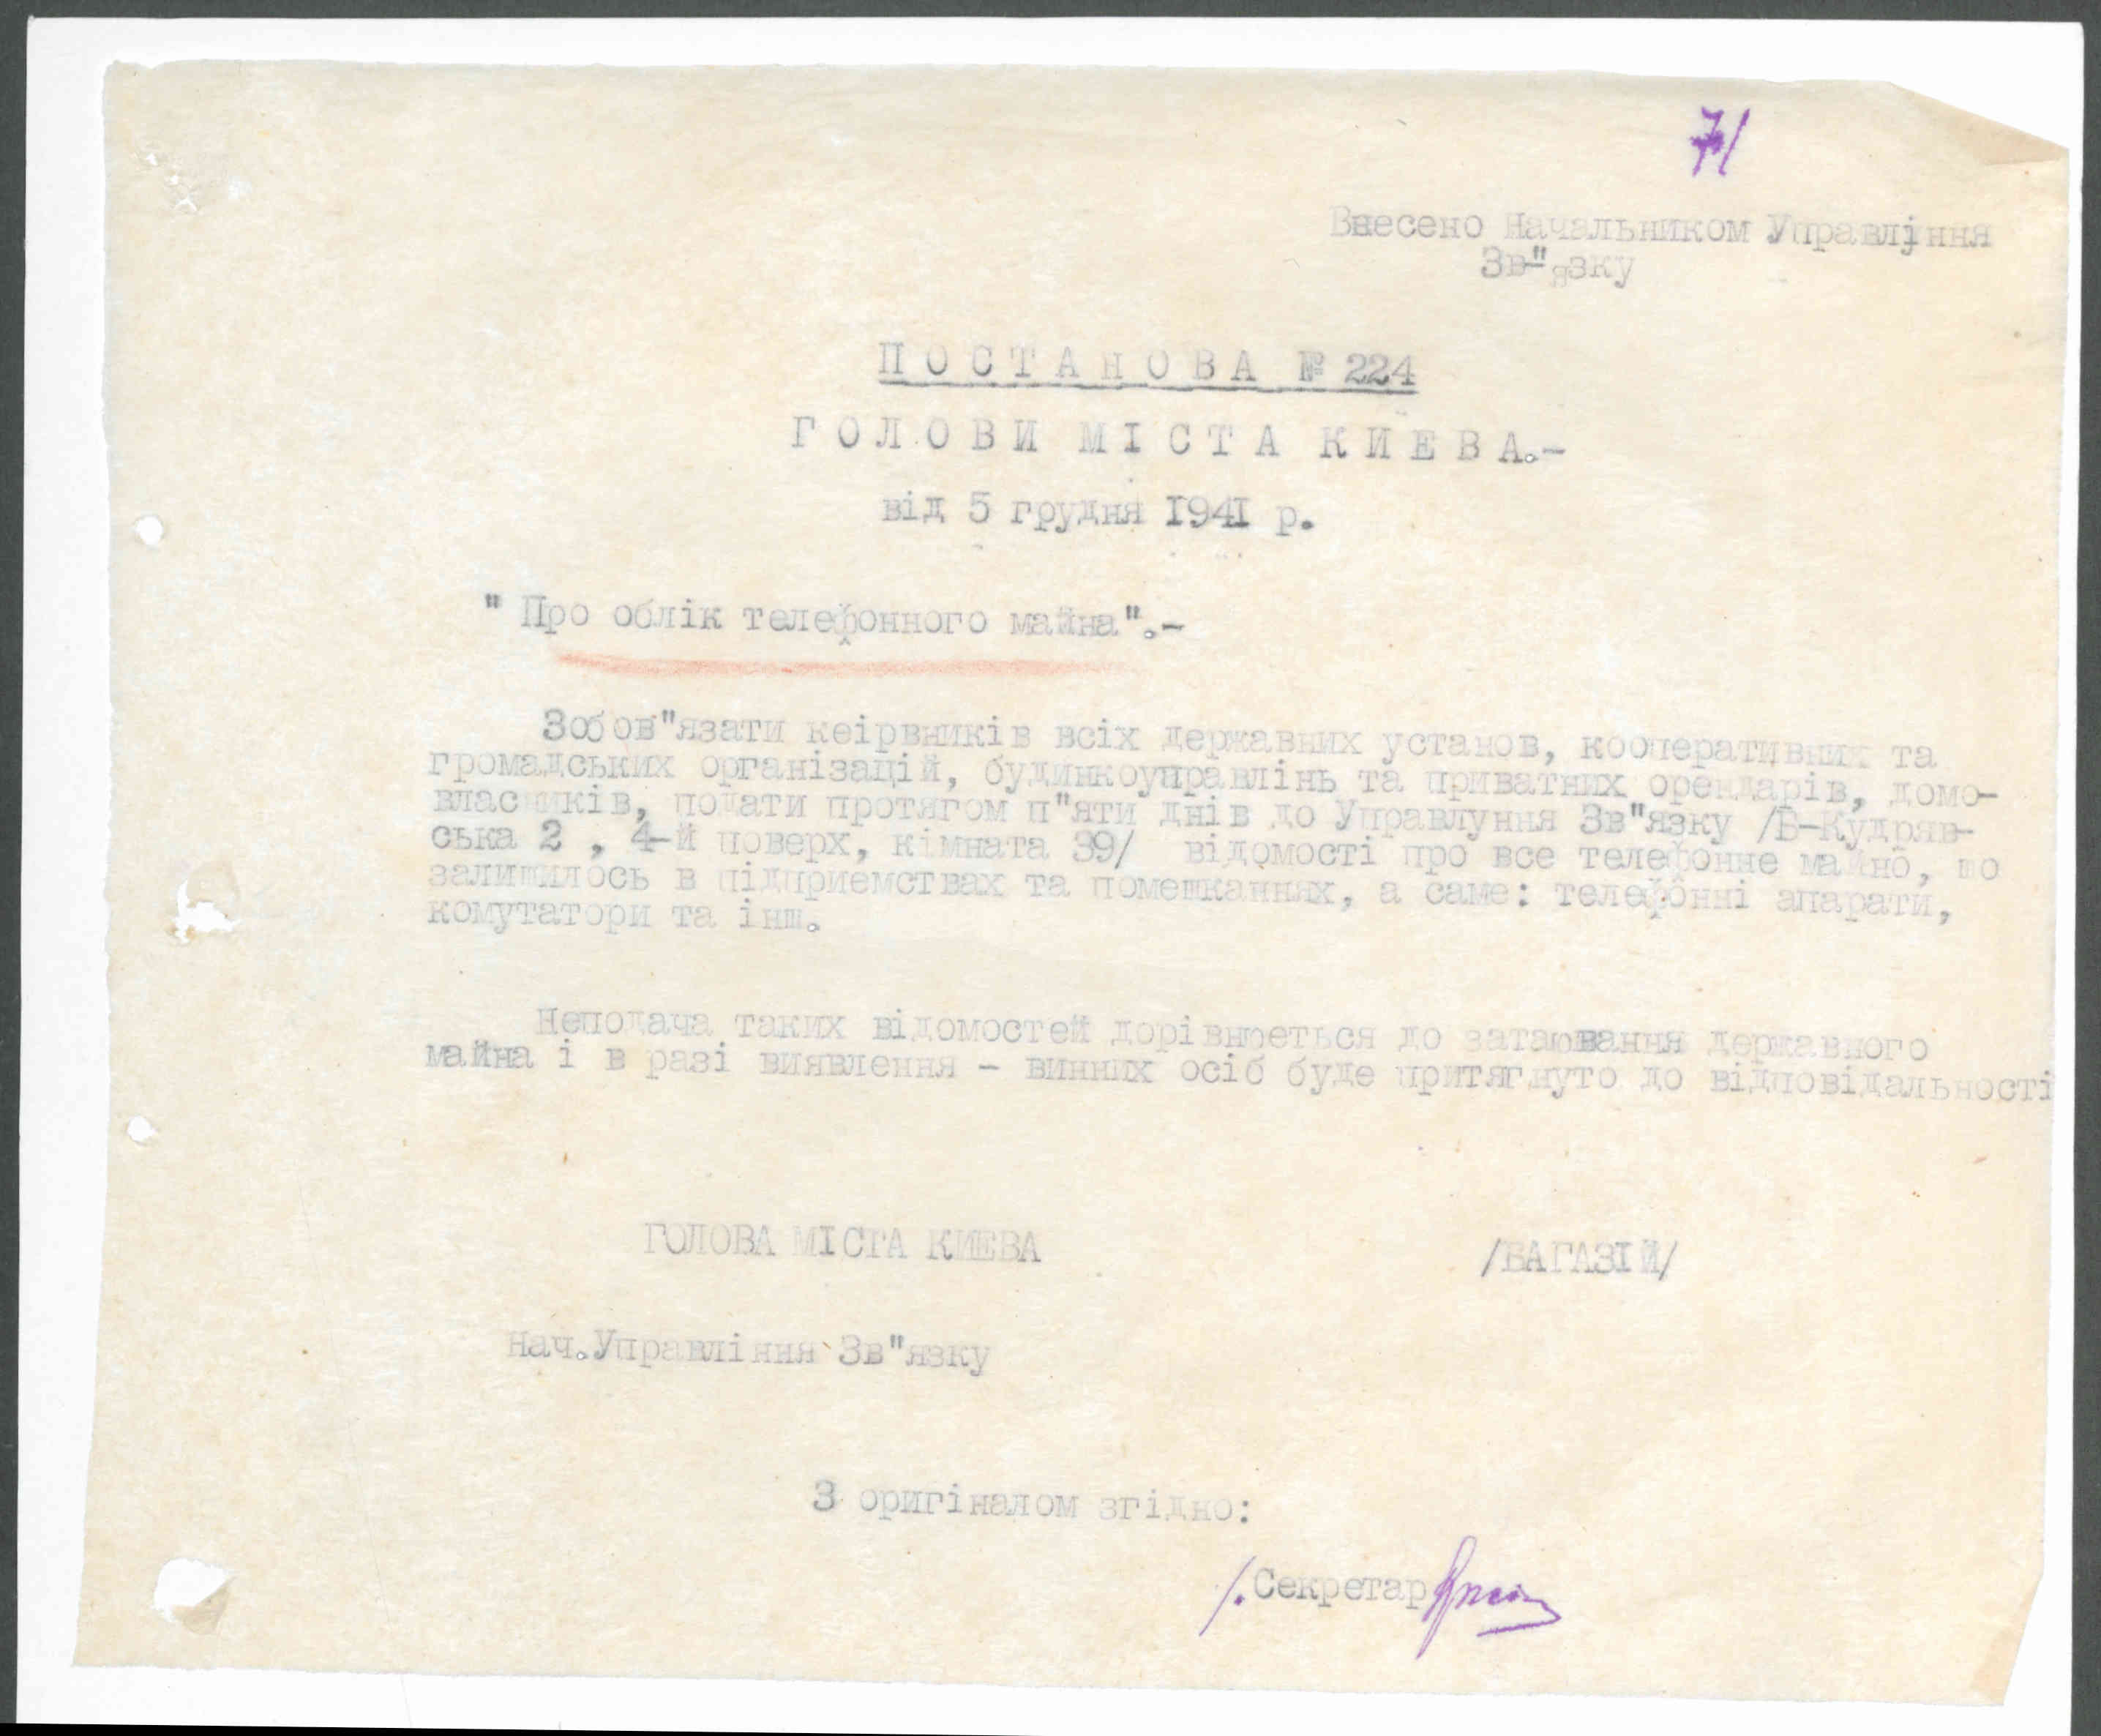 71
Внесено Начальником Управління
Зв"язку
ПОСТАНОВА № 224
ГОЛОВИ МІСТА КИЕВА.-
від 5 грудня 1941 р.
" Про облік телефонного майна".-
Зобов"язати кеірвників всіх державних установ, кооперативних та
громадських організацій, будинкоуправлінь та приватних орендарів, домо-
власників, подати протягом п"яти днів до Управлуння Зв"язку /В-Кудряв-
ська 2 , 4-й поверх, кімната 39/ відомості про все телефонне майно, що
залишилось в підприемствах та помешканнях, а саме: телефонні апарати,
комутатори та інш.
Неподача таких відомостей дорівнюеться до затаювання державного
майна і в разі виявлення - винних осіб буде притягнуто до відповідальності
ГОЛОВА МІСТА КИЕВА /БАГАЗІЙ/
Нач.Управління Зв"язку
З оригіналом згідно:
/.Секретар